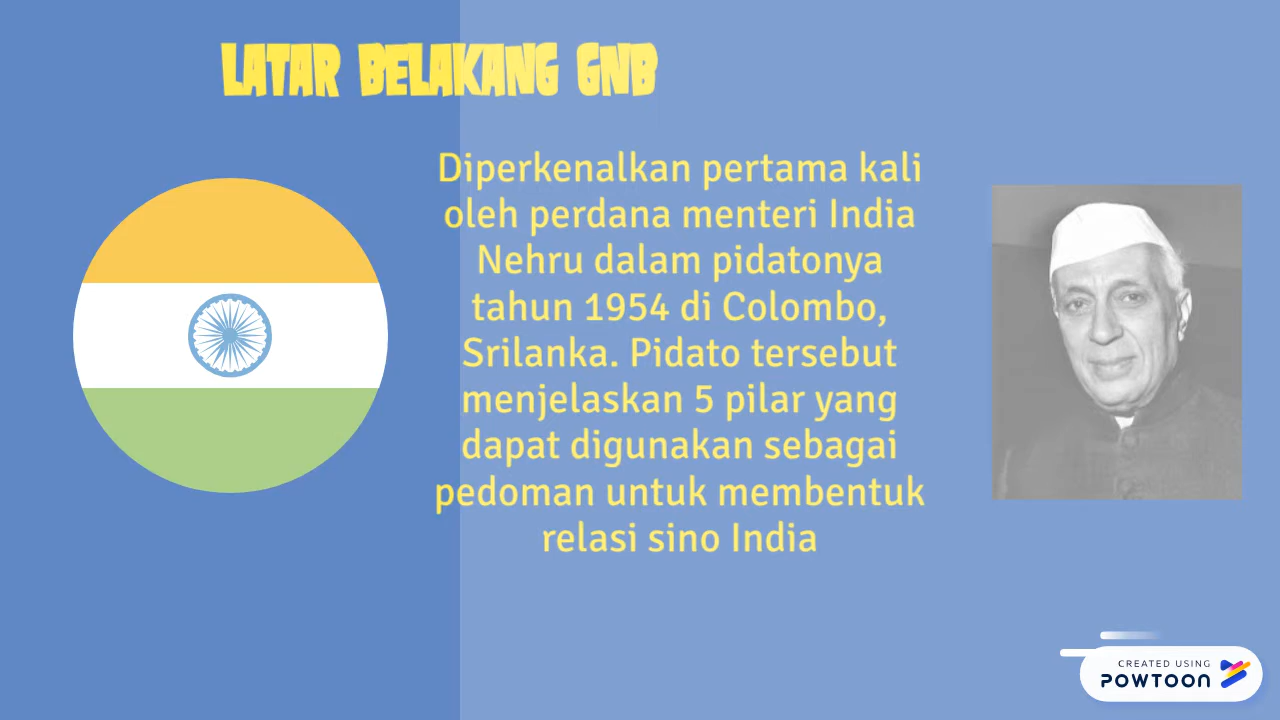 LATAR BELAKANG GNB
Diperkenalkan pertama kali
oleh perdana menteri India
Nehru dalam pidatonya
tahun 1954 di Colombo,
Srilanka. Pidato tersebut
menjelaskan 5 pilar yang
dapat digunakan sebagai
pedoman untuk membentuk
relasi sino India
CREATED USING
POWTOON